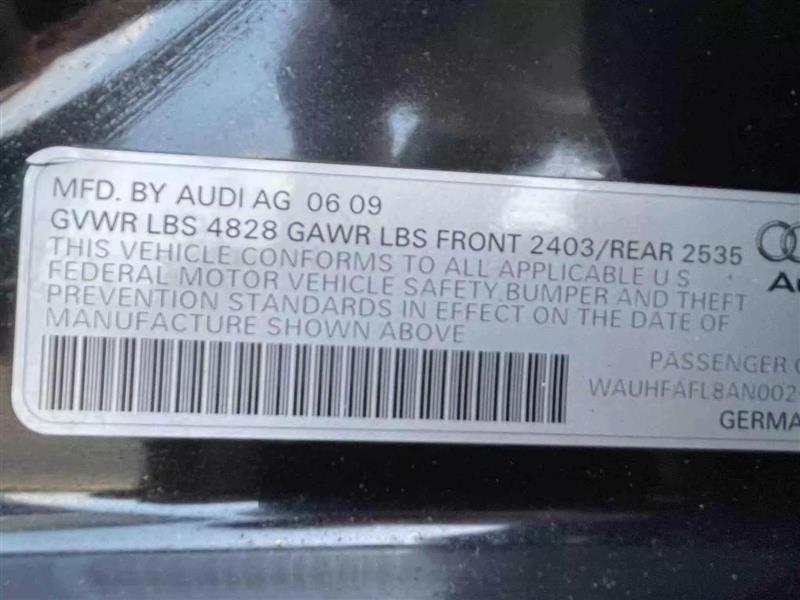 MFD. BY AUDI AG 06 09
GVWR LBS 4828 GAWR LBS FRONT 2403/REAR 2535
THIS VEHICLE CONFORMS TO ALL APPLICABLE U S
FEDERAL MOTOR VEHICLE SAFETY, BUMPER AND THEFT
PREVENTION STANDARDS IN EFFECT ON THE DATE OF
MANUFACTURE SHOWN ABOVE
PASSENGER
WAUHFAFL8AN002
GERMA